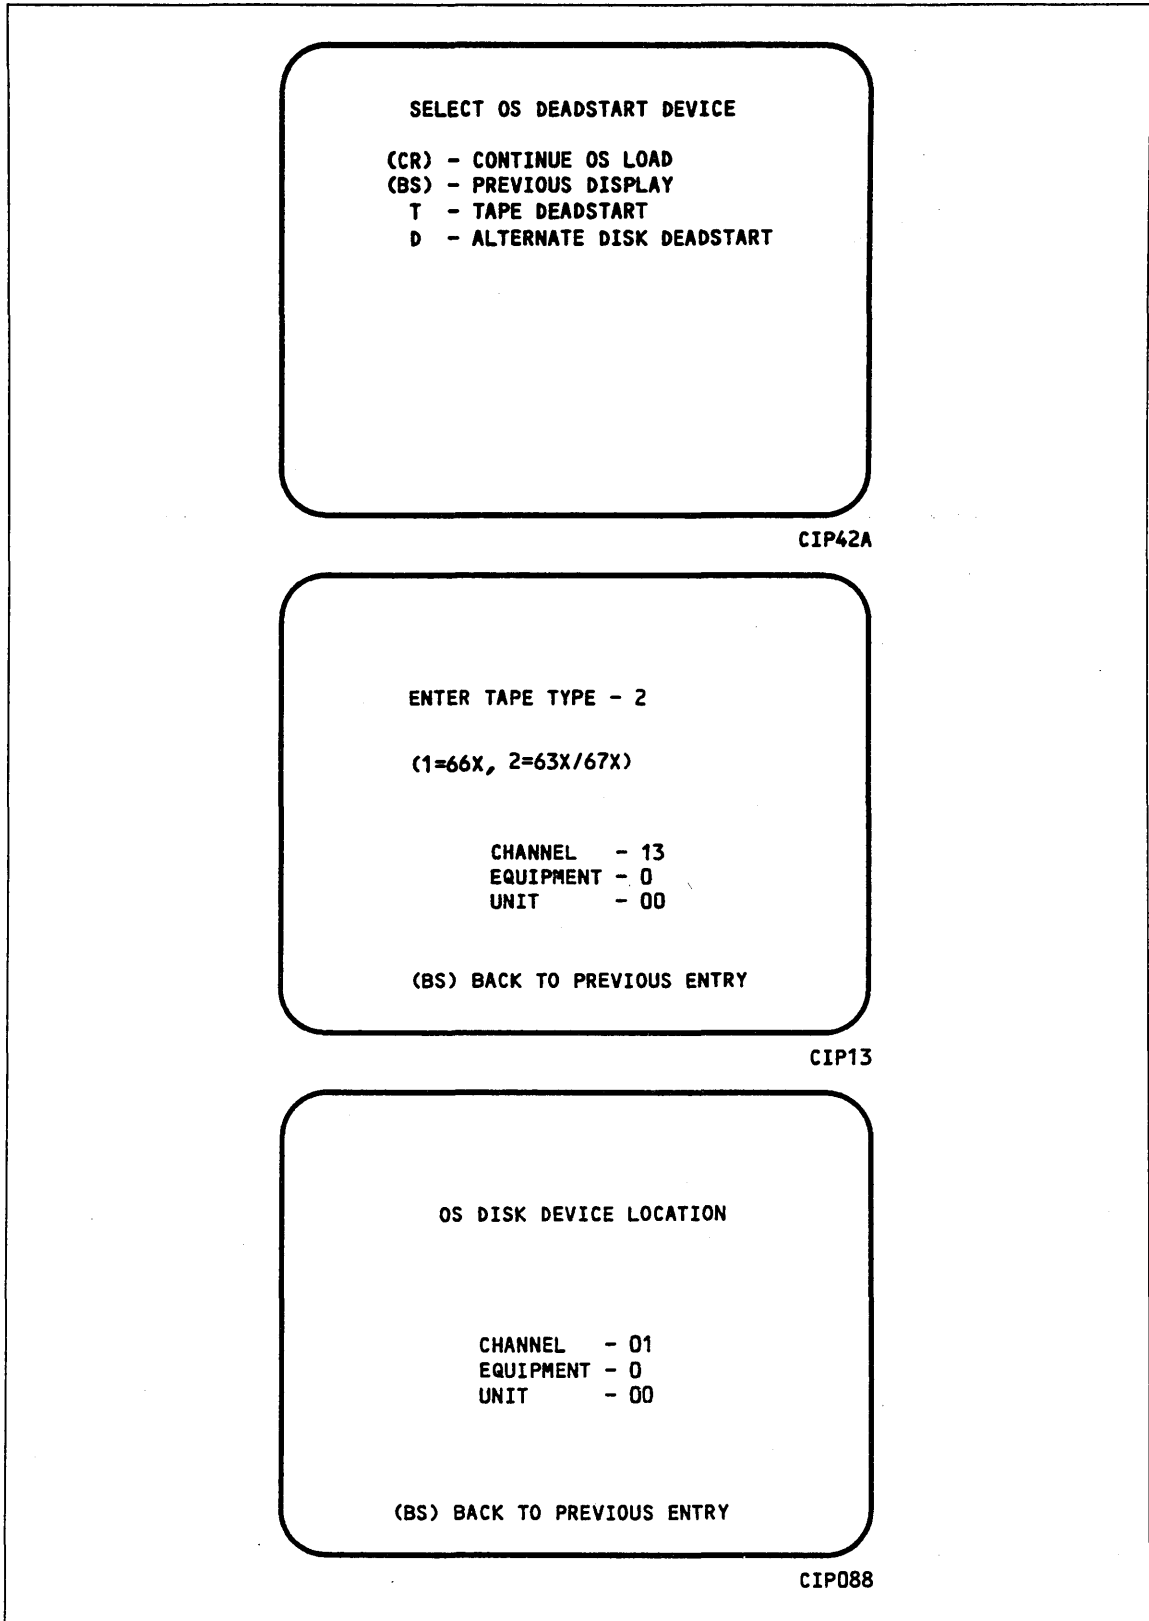 SELECT OS DEADSTART DEVICE
(CR) - CONTINUE OS LOAD
(BS) - PREVIOUS DISPLAY
T - TAPE DEADSTART
D - ALTERNATE DISK DEADSTART
CIP42A
ENTER TAPE TYPE - 2
(1=66X, 2=63X/67X)
CHANNEL - 13
EQUIPMENT - 0
UNIT - 00
(BS) BACK TO PREVIOUS ENTRY
CIP13
OS DISK DEVICE LOCATION
CHANNEL - 01
EQUIPMENT - 0
UNIT - 00
(BS) BACK TO PREVIOUS ENTRY
CIP088